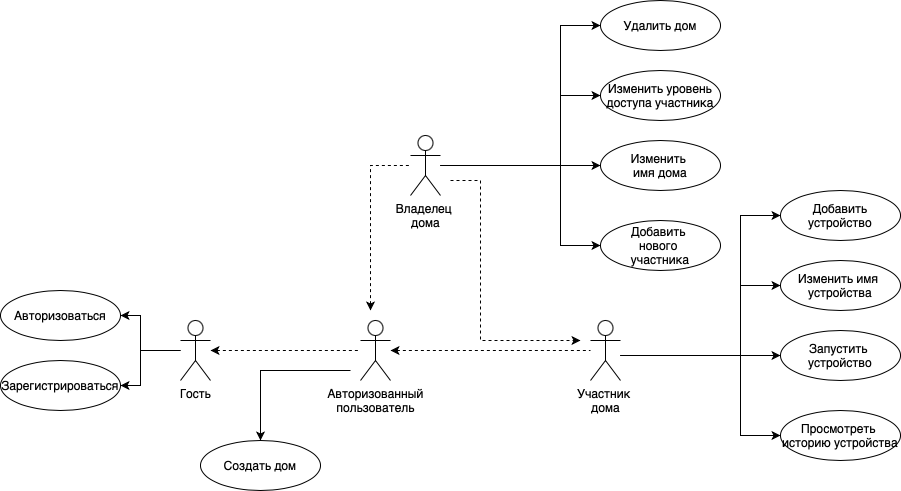 Удалить дом
Изменить уровень
доступа участника
Изменить
имя дома
Владелец
дома
Добавить
нового
участника
Добавить
устройство
Изменить имя
устройства
Авторизоваться
Зарегистрироваться
Гость
Авторизованный
пользователь
Участник
дома
Запустить
устройство
Просмотреть
историю устройства
Создать дом